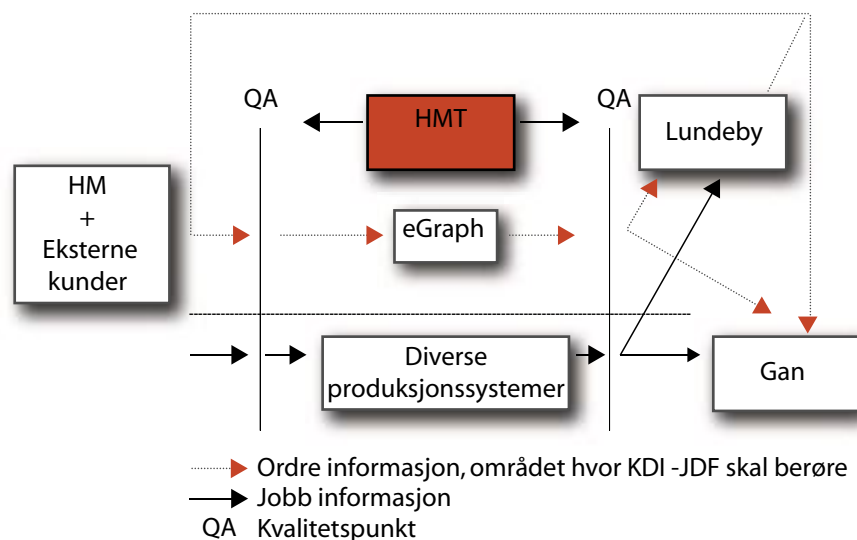 QA
HMT
QA
Lundeby
HM
+
Eksterne
kunder
eGraph
Diverse
produksjonssystemer
Gan
Ordre informasjon, området hvor KDI -JDF skal berøre
Jobb informasjon
QA Kvalitetspunkt